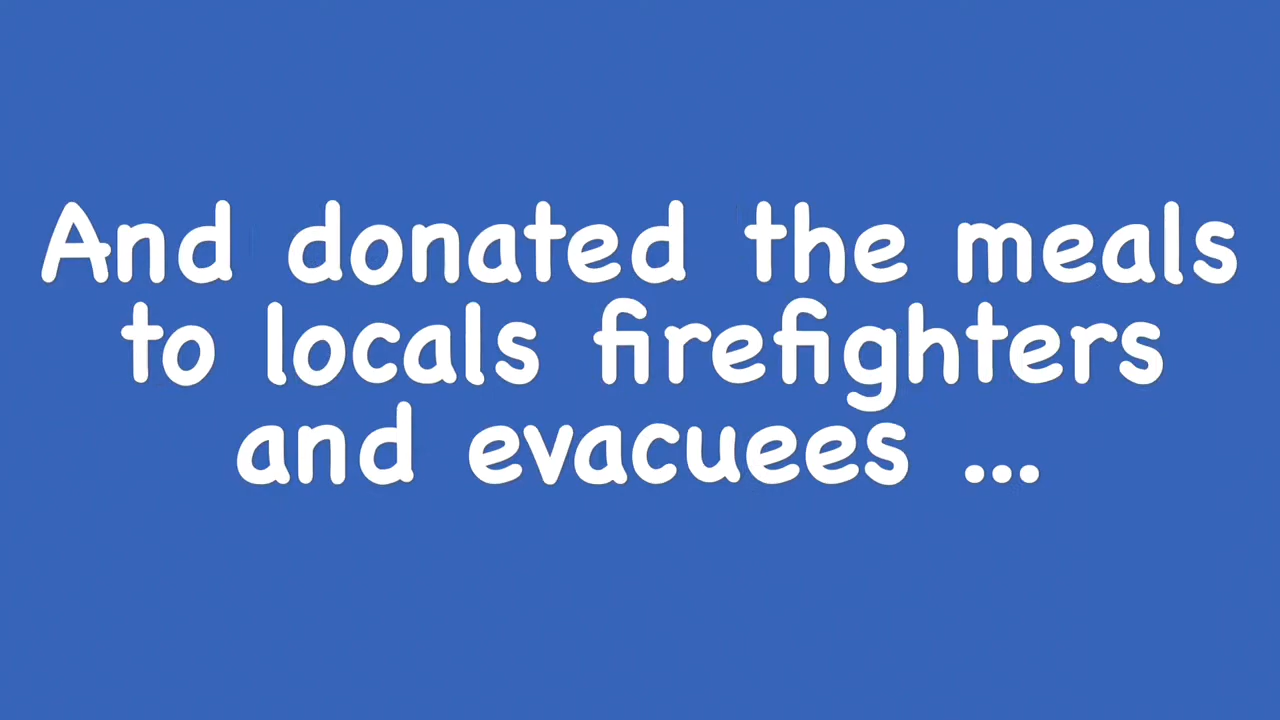 And donated the meals
to locals firefighters
and evacuees ...